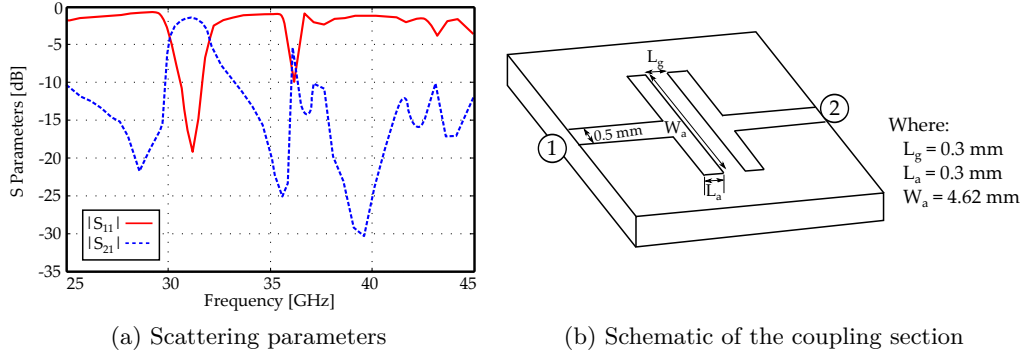 0
−5
−10
−15
−20
−25
−30
−35
S Parameters [dB]
|S11|
|S21|
25
30
35
40
45
Frequency [GHz]
(a) Scattering parameters
Lg
2
0.5 mm
Wa
1
La
Where:
Lg = 0.3 mm
La = 0.3 mm
Wa = 4.62 mm
(b) Schematic of the coupling section